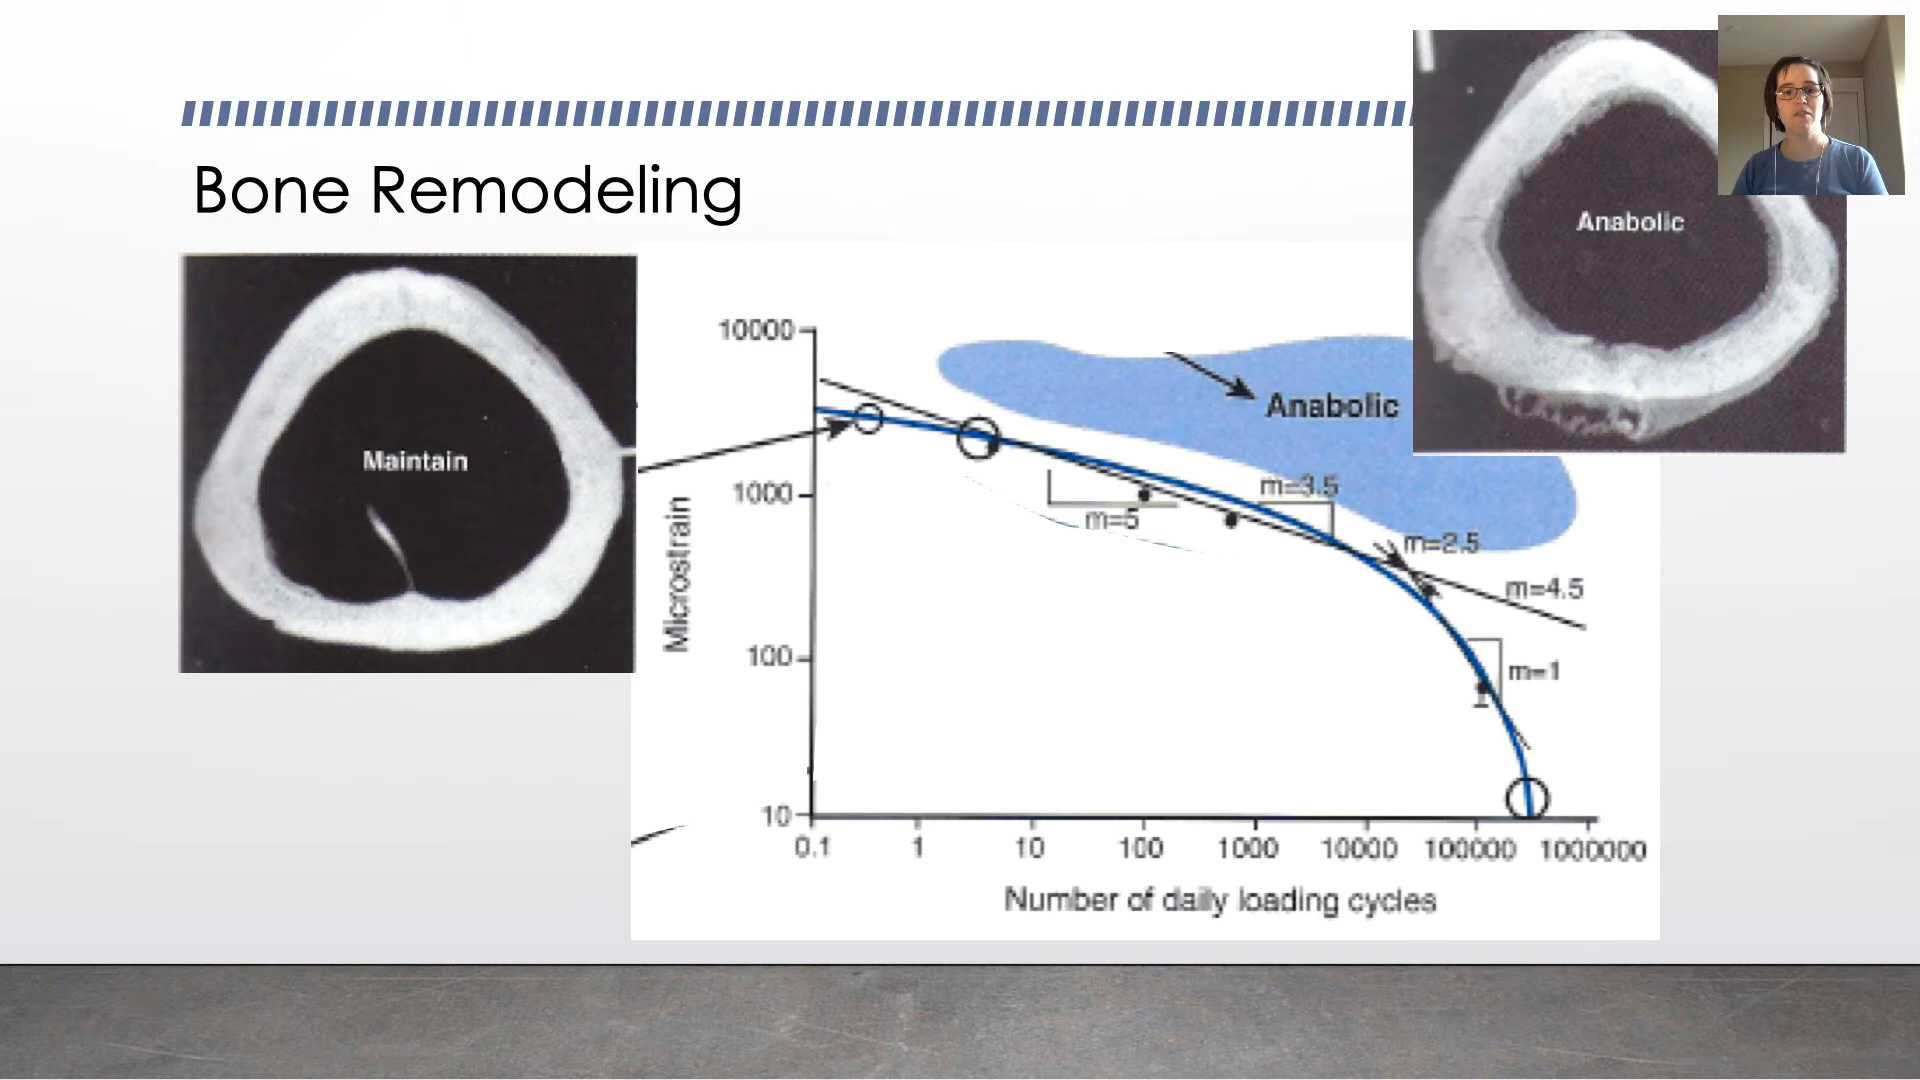 Bone Remodeling
Maintain
Anabolic
Anabolic
10000
1000
100
10
Microstrain
m=5
m=3.5
m=2.5
m=4.5
m=1
0.1 1 10 100 1000 10000 100000 1000000
Number of daily loading cycles